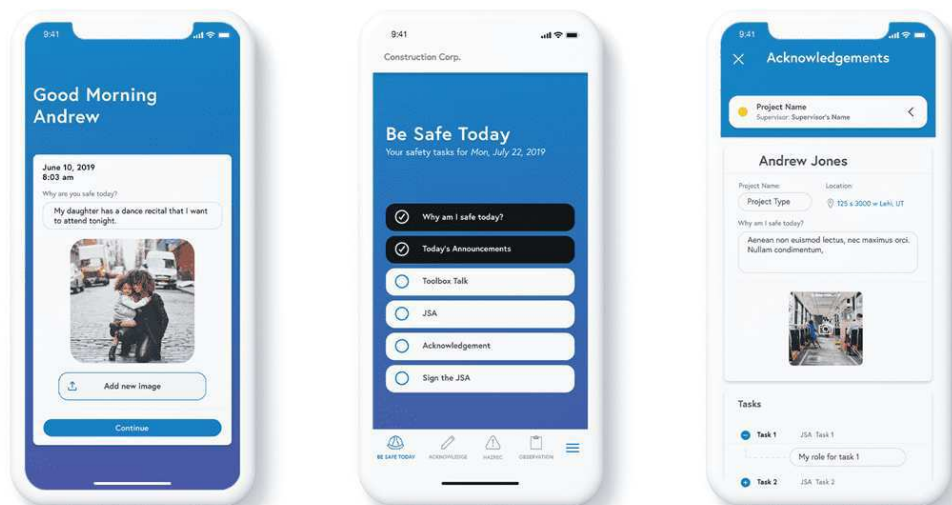 9:41
Good Morning
Andrew
June 10, 2019
8:03 am
Why are you safe today?
My daughter has a dance recital that I want
to attend tonight.
Add new image
Continue
9:41
Construction Corp.
Be Safe Today
Your safety tasks for Mon, July 22, 2019
Why am I safe today?
Today's Announcements
Toolbox Talk
JSA
Acknowledgement
Sign the JSA
BE SAFE TODAY
ACKNOWLEDGE
HAZREC
OBSERVATION
9:41
Acknowledgements
Project Name
Supervisor: Supervisor's Name
Andrew Jones
Project Name
Location
Project Type
125 s 3000 w Lehi, UT
Why am I safe today?
Aenean non euismod lectus, nec maximus orci.
Nullam condimentum,
Tasks
Task 1 JSA Task 1
My role for task 1
Task 2 JSA Task 2